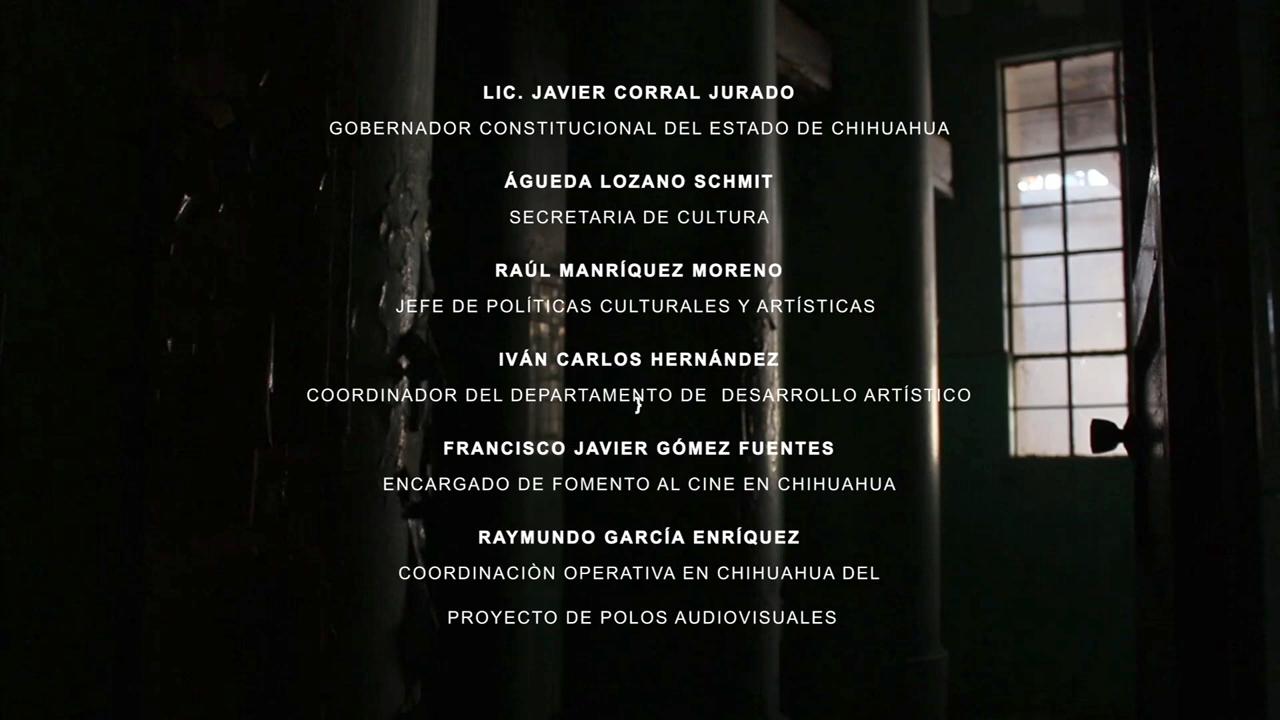 LIC. JAVIER CORRAL JURADO
GOBERNADOR CONSTITUCIONAL DEL ESTADO DE CHIHUAHUA
ÁGUEDA LOZANO SCHMIT
SECRETARIA DE CULTURA
RAÚL MANRÍQUEZ MORENO
JEFE DE POLÍTICAS CULTURALES Y ARTÍSTICAS
IVÁN CARLOS HERNÁNDEZ
COORDINADOR DEL DEPARTAMENTO DE  DESARROLLO ARTÍSTICO
}
FRANCISCO JAVIER GÓMEZ FUENTES
ENCARGADO DE FOMENTO AL CINE EN CHIHUAHUA
RAYMUNDO GARCÍA ENRÍQUEZ
COORDINACIÒN OPERATIVA EN CHIHUAHUA DEL
PROYECTO DE POLOS AUDIOVISUALES